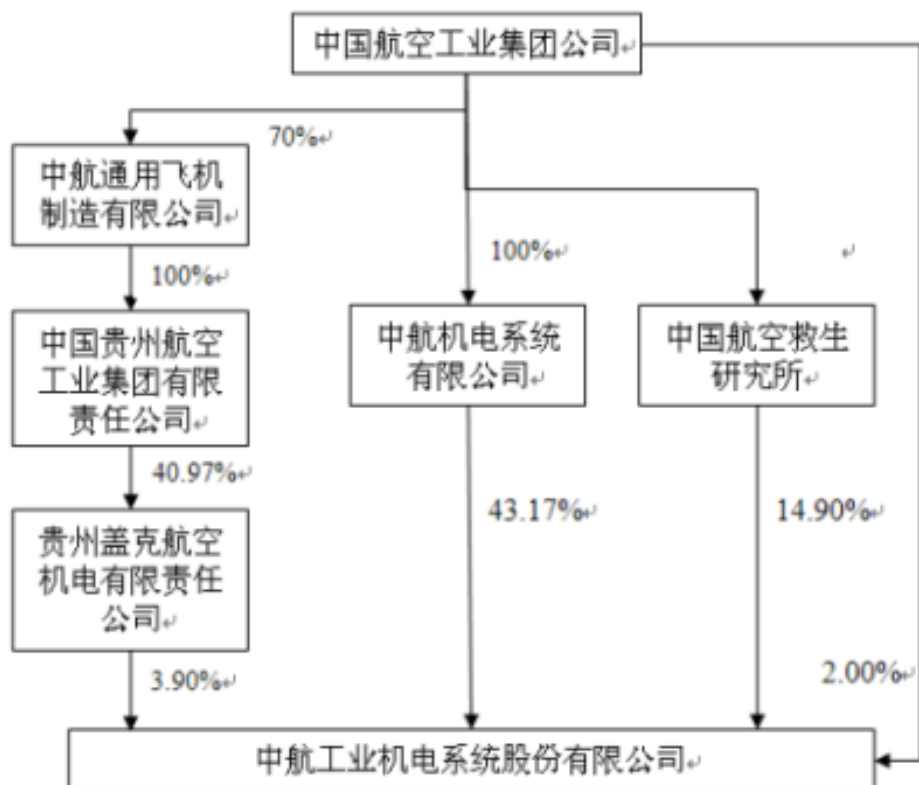 中国航空工业集团公司
70%
中航通用飞机
制造有限公司
100%
100%
中国贵州航空
工业集团有限
责任公司
中航机电系统
有限公司
中国航空救生
研究所
40.97%
43.17%
14.90%
贵州盖克航空
机电有限责任
公司
3.90%
2.00%
中航工业机电系统股份有限公司